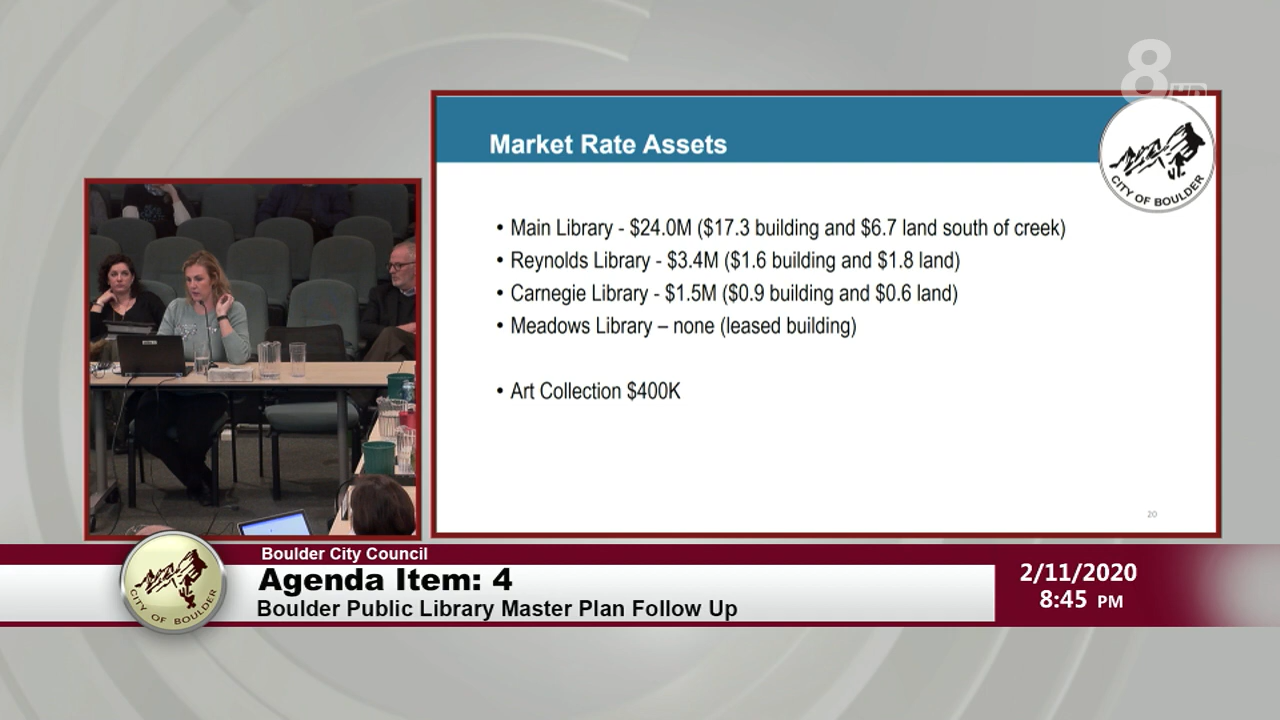 8
HD
Market Rate Assets
CITY OF BOULDER
• Main Library - $24.0M ($17.3 building and $6.7 land south of creek)
• Reynolds Library - $3.4M ($1.6 building and $1.8 land)
• Carnegie Library - $1.5M ($0.9 building and $0.6 land)
• Meadows Library – none (leased building)
• Art Collection $400K
20
Boulder City Council
Agenda Item: 4
Boulder Public Library Master Plan Follow Up
CITY OF BOULDER
2/11/2020
8:45 PM